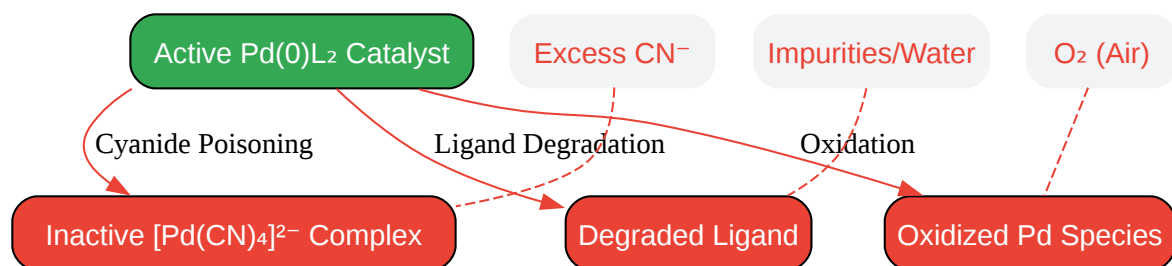 Active Pd(0)L₂ Catalyst
Excess CN⁻
Impurities/Water
O₂ (Air)
Cyanide Poisoning
Ligand Degradation
Oxidation
Inactive [Pd(CN)₄]²⁻ Complex
Degraded Ligand
Oxidized Pd Species